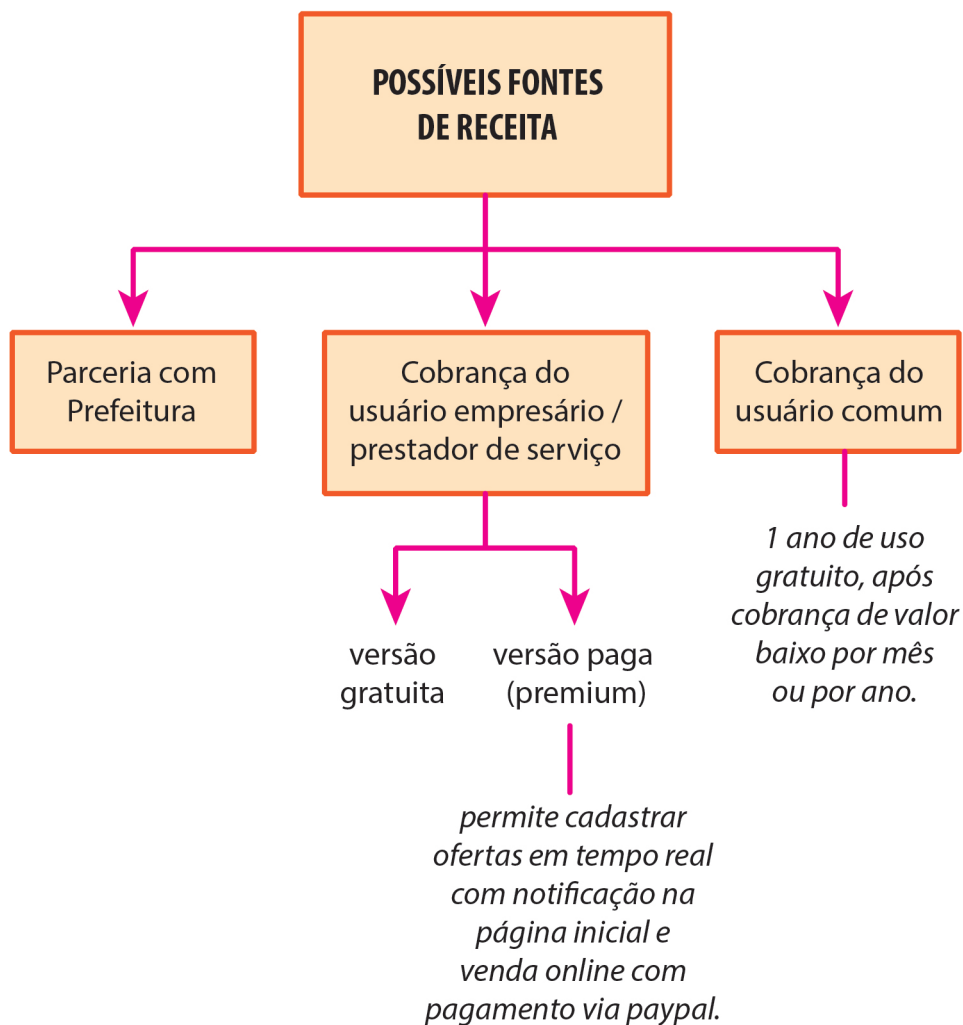 POSSÍVEIS FONTES
DE RECEITA
Parceria com
Prefeitura
Cobrança do
usuário empresário /
prestador de serviço
Cobrança do
usuário comum
versão
gratuita
versão paga
(premium)
1 ano de uso
gratuito, após
cobrança de valor
baixo por mês
ou por ano.
permite cadastrar
ofertas em tempo real
com notificação na
página inicial e
venda online com
pagamento via paypal.